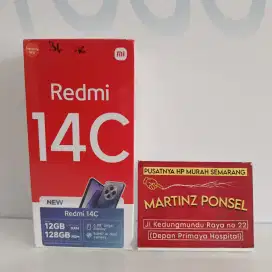 Redmi
14C
NEW
Redmi 14C
12GB
128GB
PUSATNYA HP MURAH SEMARANG
MARTINZ PONSEL
Jl Kedungmundu Raya no 22
(Depan Primaya Hospital)